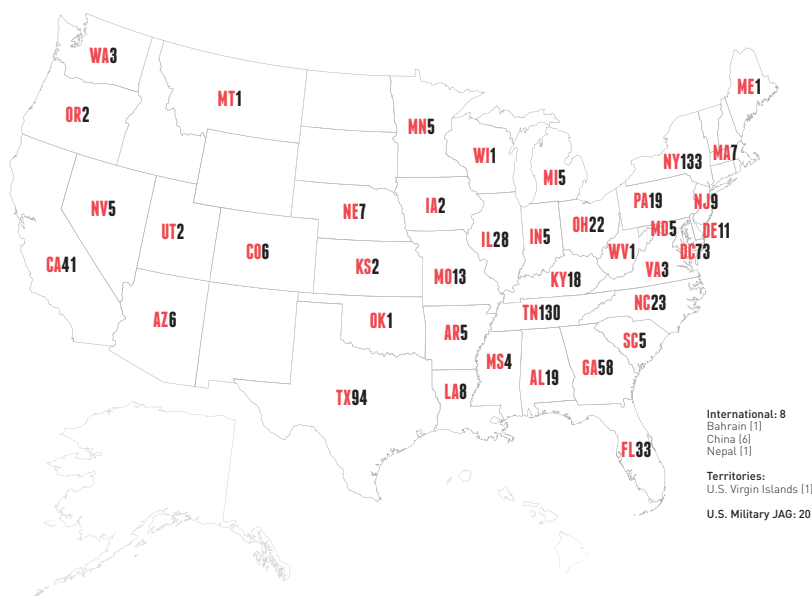 WA3
MT1
ME1
OR2
MN5
WI1
MA7
NY133
MI5
PA19
NJ9
NV5
NE7
IA2
UT2
OH22
MD5
DE11
IL28
IN5
CO6
WV1
DC73
CA41
KS2
VA3
MO13
KY18
NC23
TN130
AZ6
OK1
AR5
SC5
MS4
GA58
AL19
LA8
TX94
FL33
International: 8
Bahrain (1)
China (6)
Nepal (1)
Territories:
U.S. Virgin Islands (1)
U.S. Military JAG: 20